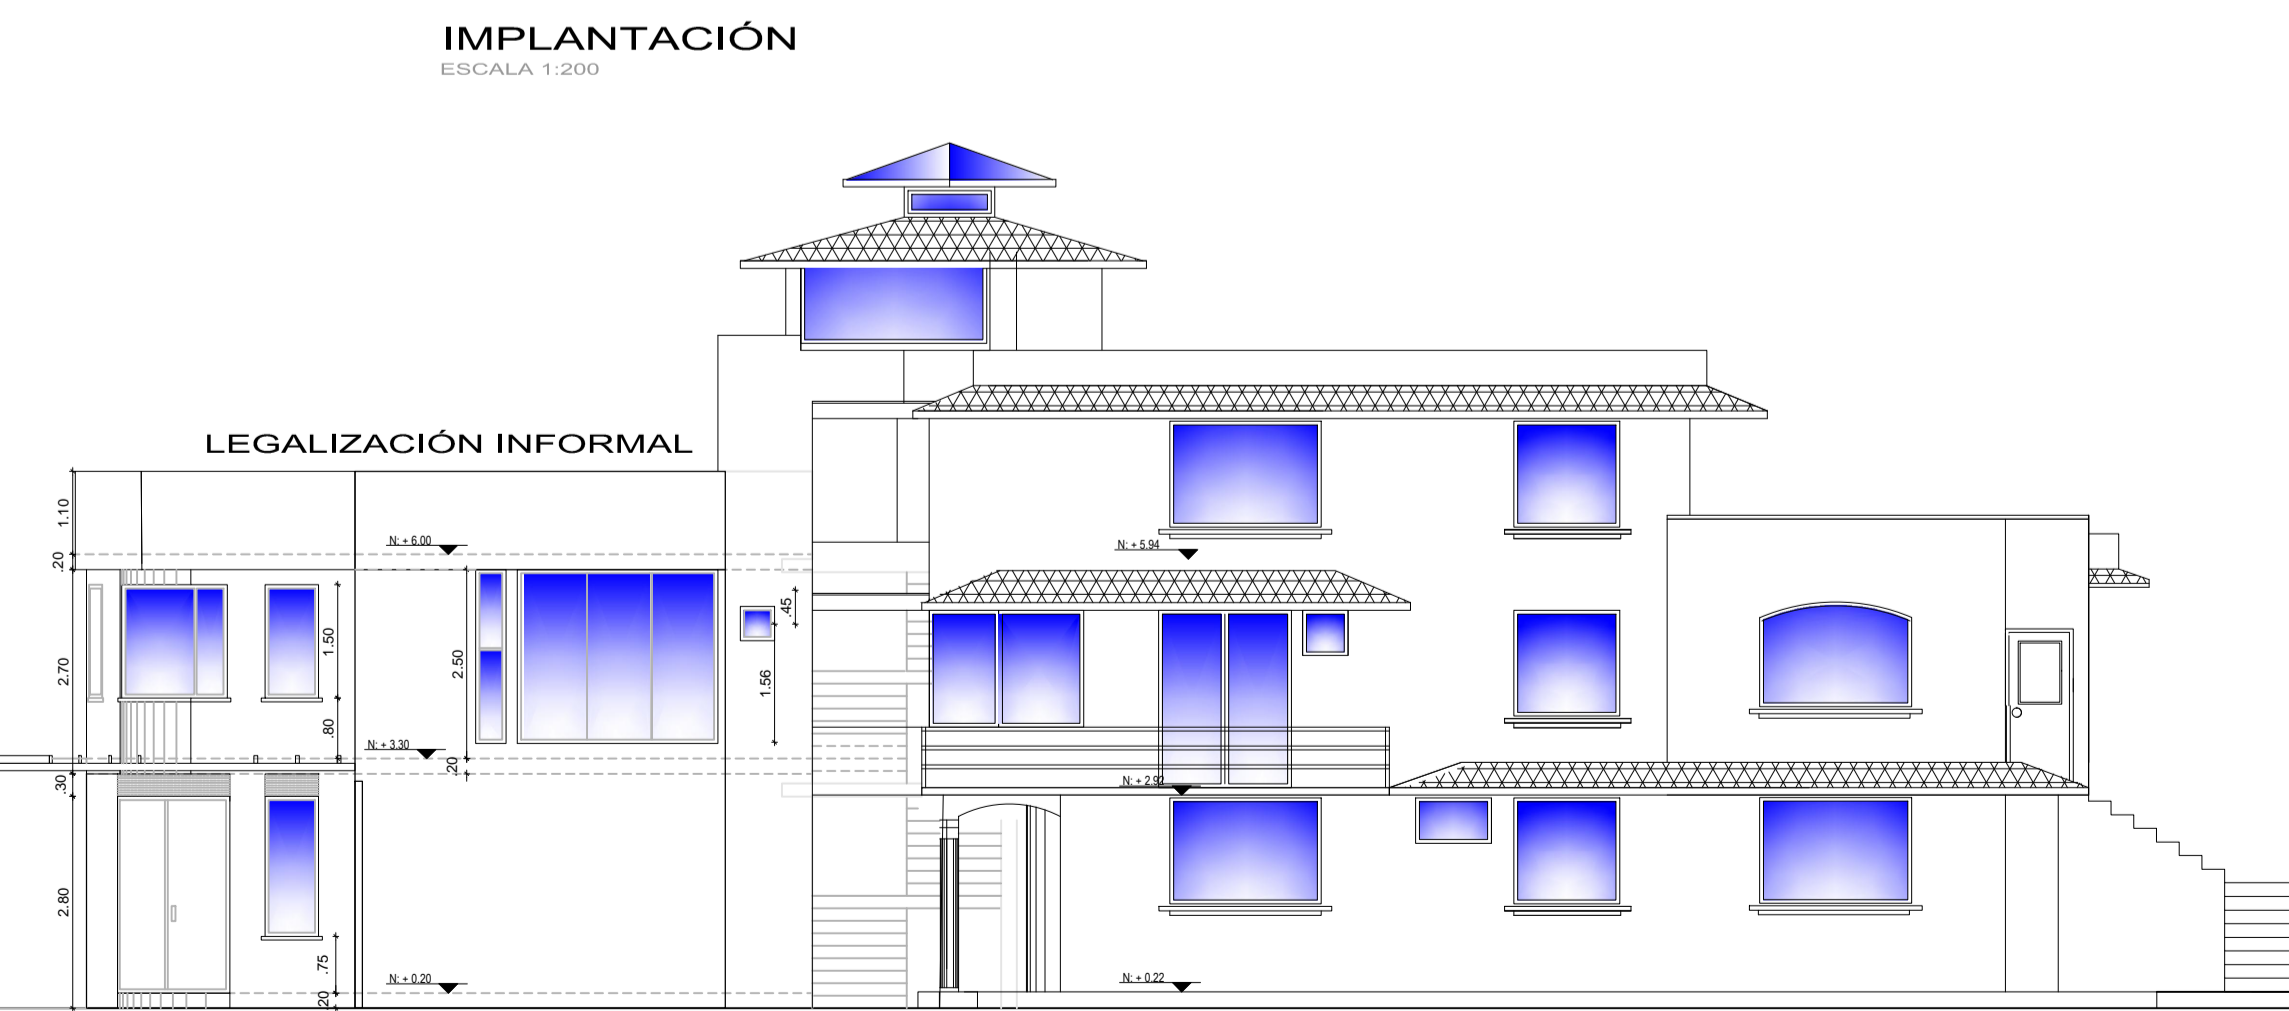 IMPLANTACIÓN
ESCALA 1:200
LEGALIZACIÓN INFORMAL
1.10
.20
2.70
.30
2.80
1.50
.80
.75
.20
N: + 6.00
2.50
N: + 3.30
.20
N: + 0.20
.45
1.56
N: + 5.94
N: + 2.92
N: + 0.22